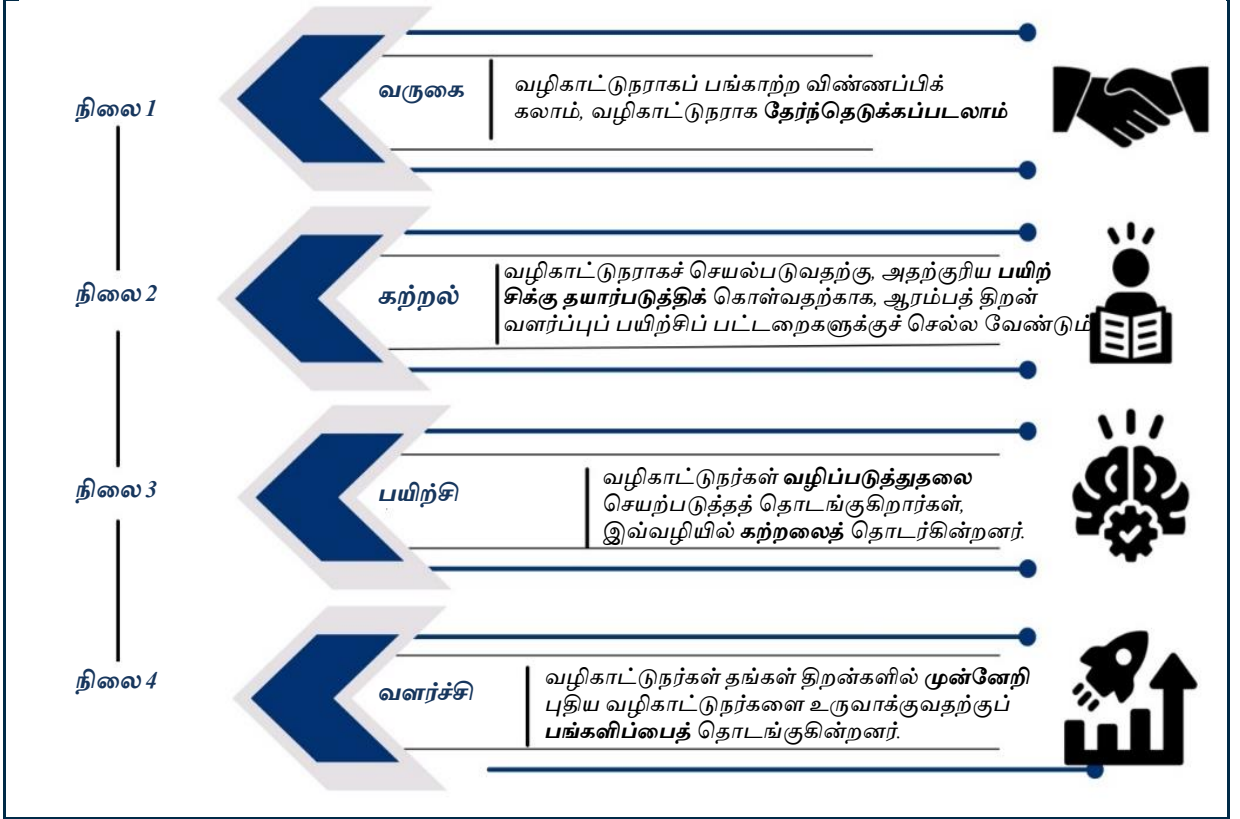 நிலை 1
வருகை
வழிகாட்டுநராகப் பங்காற்ற விண்ணப்பிக்
கலாம், வழிகாட்டுநராக தேர்ந்தெடுக்கப்படலாம்
நிலை 2
கற்றல்
வழிகாட்டுநராகச் செயல்படுவதற்கு, அதற்குரிய பயிற்
சிக்கு தயார்படுத்திக் கொள்வதற்காக, ஆரம்பத் திறன்
வளர்ப்புப் பயிற்சிப் பட்டறைகளுக்குச் செல்ல வேண்டும்
நிலை 3
பயிற்சி
வழிகாட்டுநர்கள் வழிப்படுத்துதலை
செயற்படுத்தத் தொடங்குகிறார்கள்,
இவ்வழியில் கற்றலைத் தொடர்கின்றனர்.
நிலை 4
வளர்ச்சி
வழிகாட்டுநர்கள் தங்கள் திறன்களில் முன்னேறி
புதிய வழிகாட்டுநர்களை உருவாக்குவதற்குப்
பங்களிப்பைத் தொடங்குகின்றனர்.